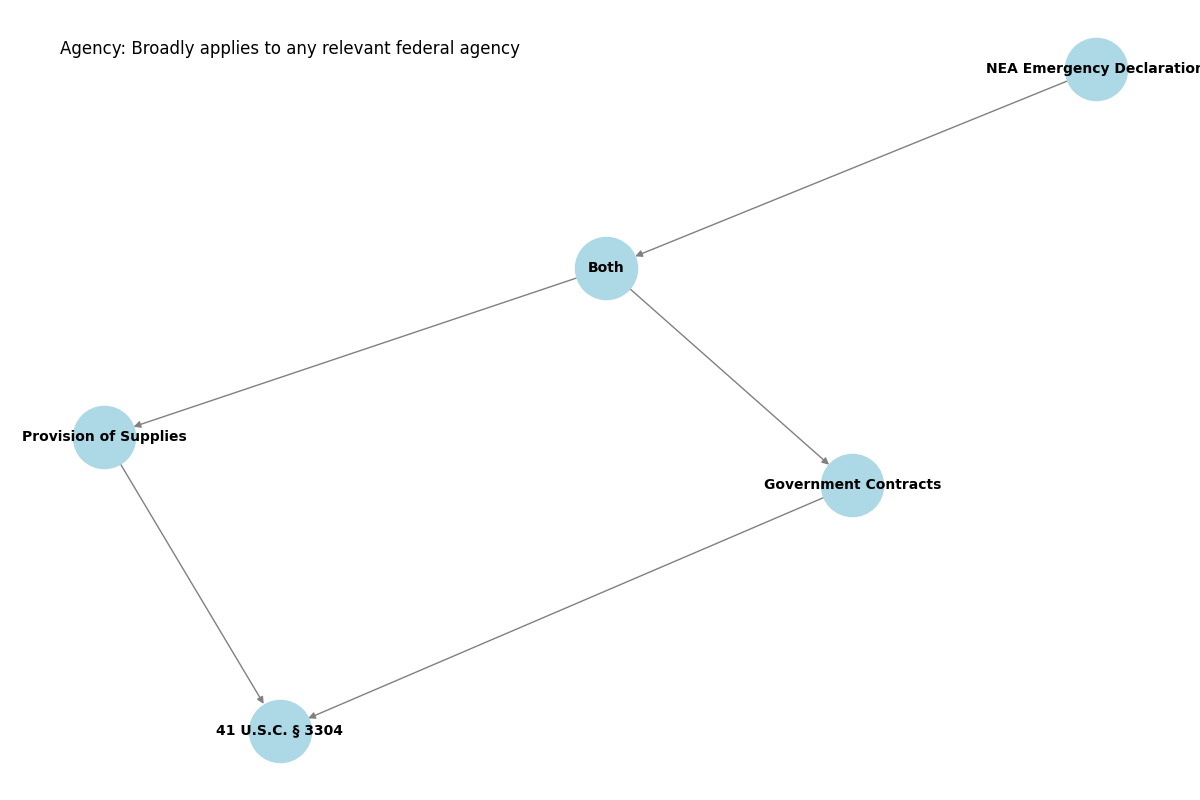 Agency: Broadly applies to any relevant federal agency
NEA Emergency Declaration
Both
Provision of Supplies
Government Contracts
41 U.S.C. § 3304